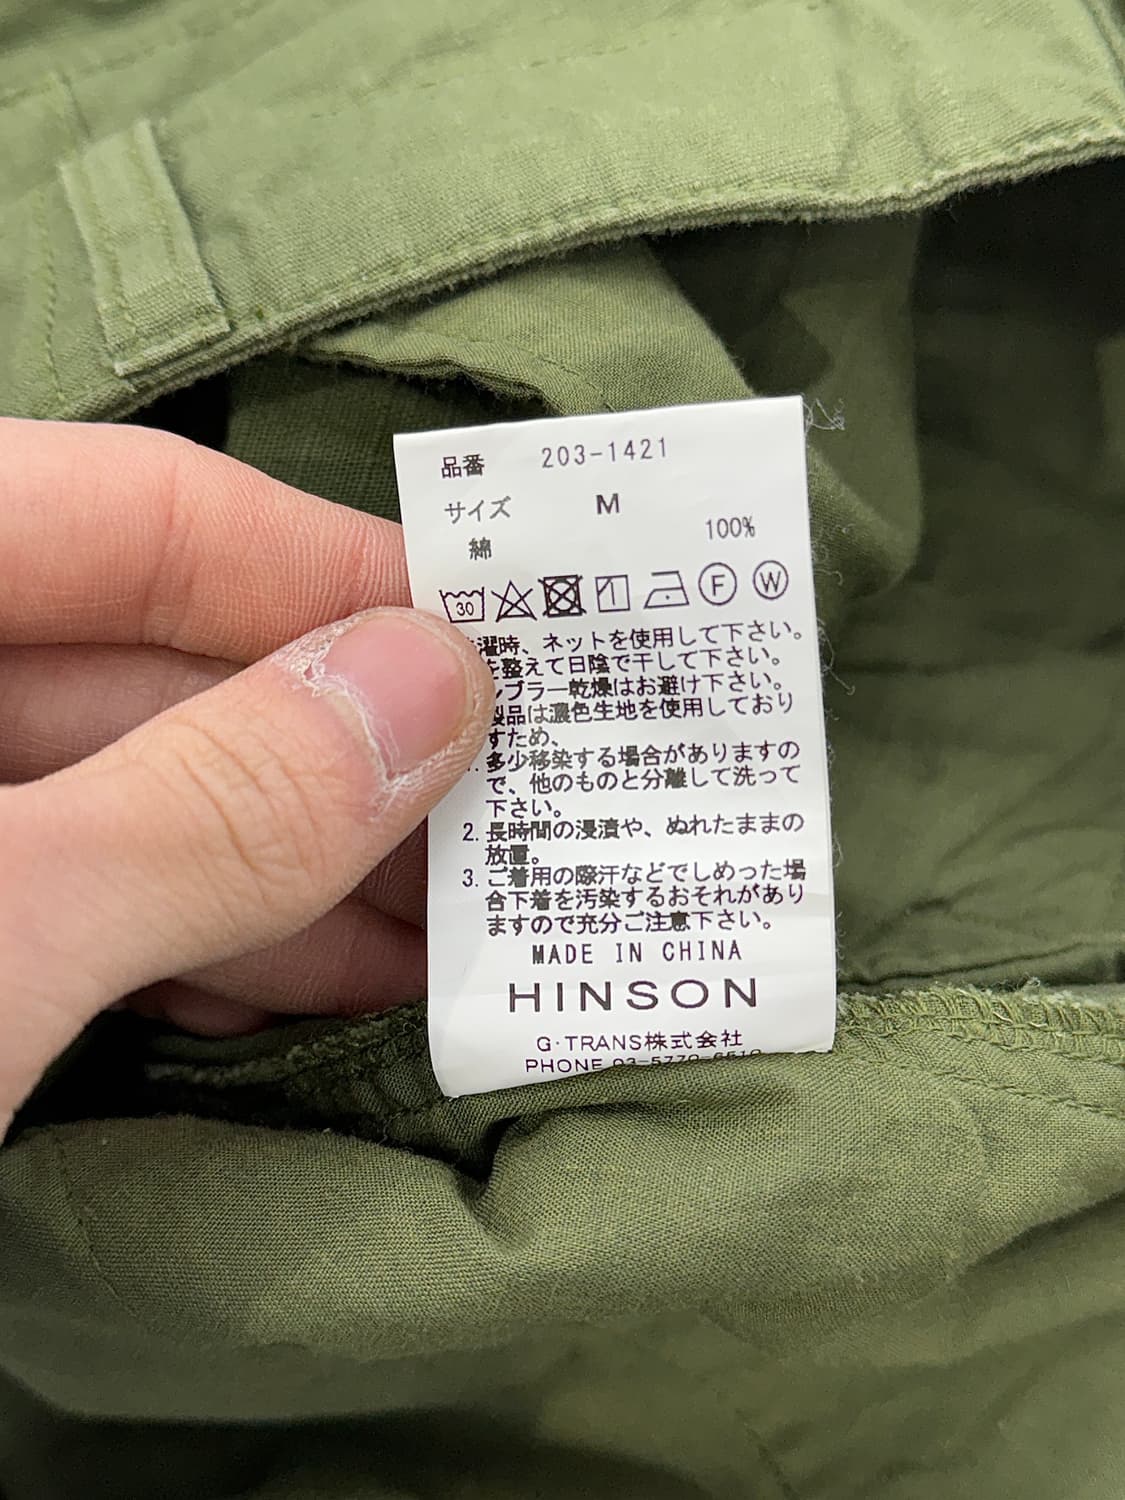 品番 203-1421
サイズ M
綿 100%
30 F W
濯時、ネットを使用して下さい。
を整えて日陰で干して下さい。
ンブラー乾燥はお避け下さい。
製品は濃色生地を使用しており
すため、
1. 多少移染する場合がありますの
で、他のものと分離して洗って
下さい。
2. 長時間の浸漬や、ぬれたままの
放置。
3. ご着用の際汗などでしめった場
合下着を汚染するおそれがあり
ますので充分ご注意下さい。
MADE IN CHINA
HINSON
G·TRANS株式会社
PHONE 03-5770-6510